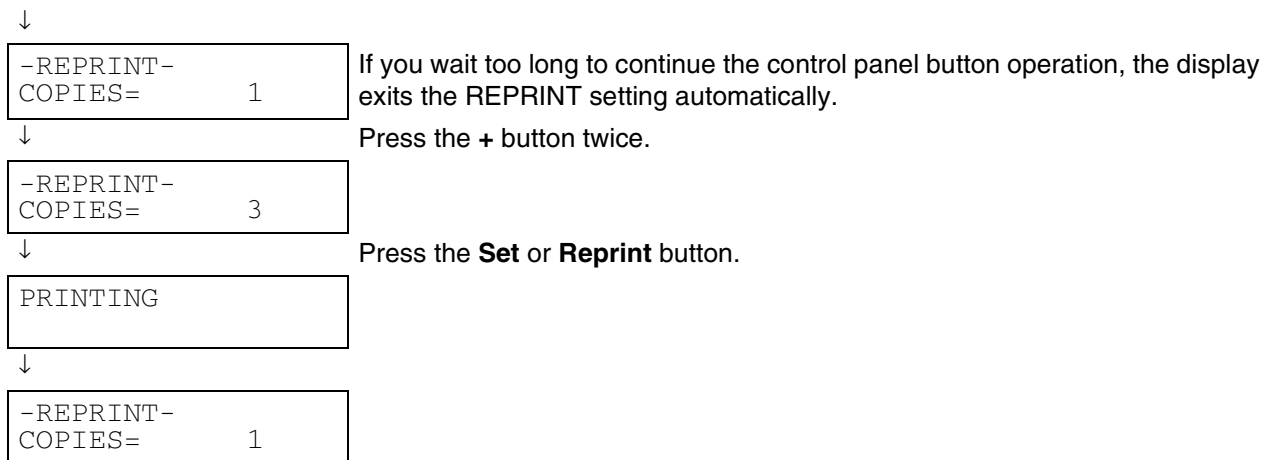 ↓
-REPRINT-
COPIES= 1
If you wait too long to continue the control panel button operation, the display
exits the REPRINT setting automatically.
↓
Press the + button twice.
-REPRINT-
COPIES= 3
↓
Press the Set or Reprint button.
PRINTING
↓
-REPRINT-
COPIES= 1